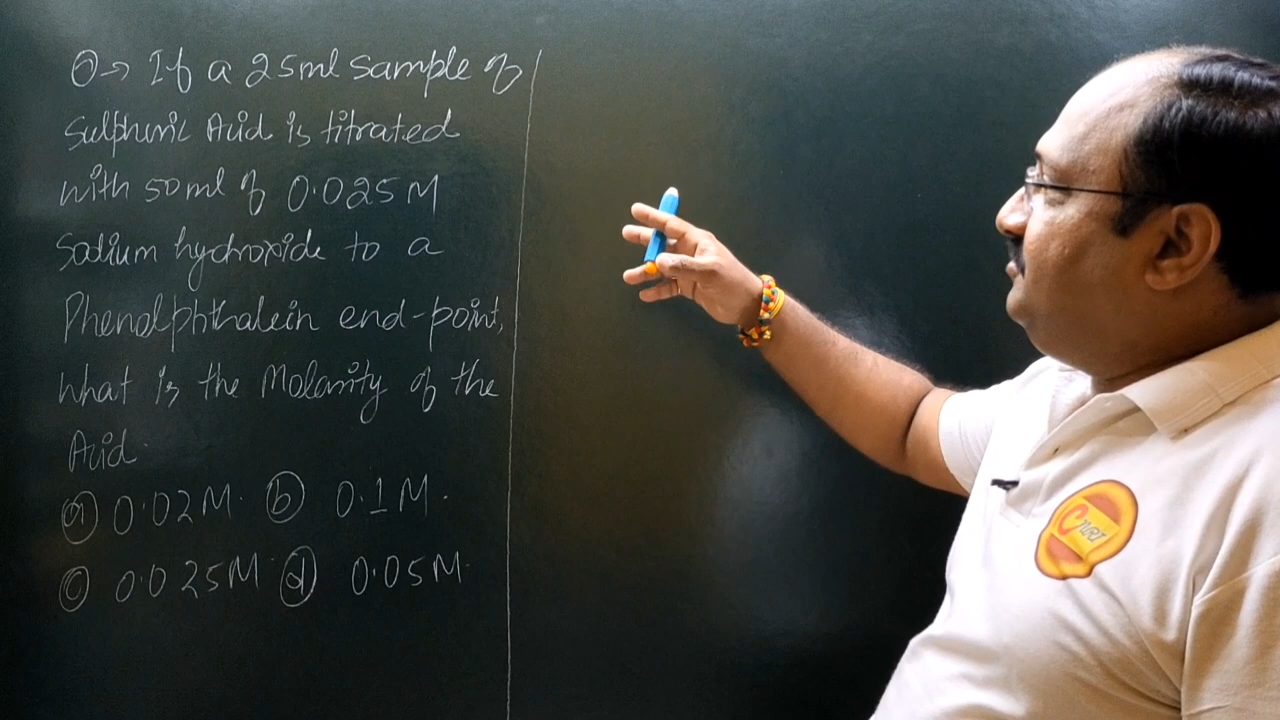 Q→ If a 25ml sample of
Sulphuric Acid is titrated
with 50ml of 0.025 M
Sodium hydroxide to a
Phenolphthalein end-point,
what is the Molarity of the
Acid.
(a) 0.02M. (b) 0.1M.
(c) 0.025M (d) 0.05M.